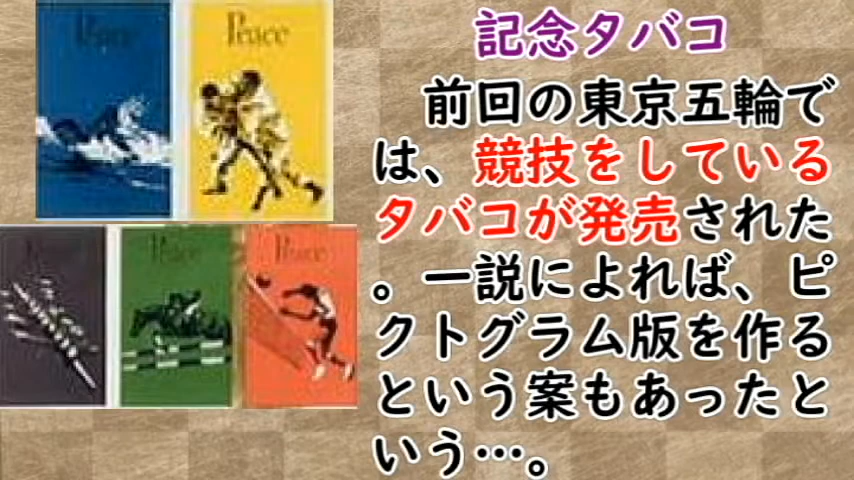 Peace
Peace
Peace
Peace
記念タバコ
前回の東京五輪で
は、競技をしている
タバコが発売された
。一説によれば、ピ
クトグラム版を作る
という案もあったと
いう…。